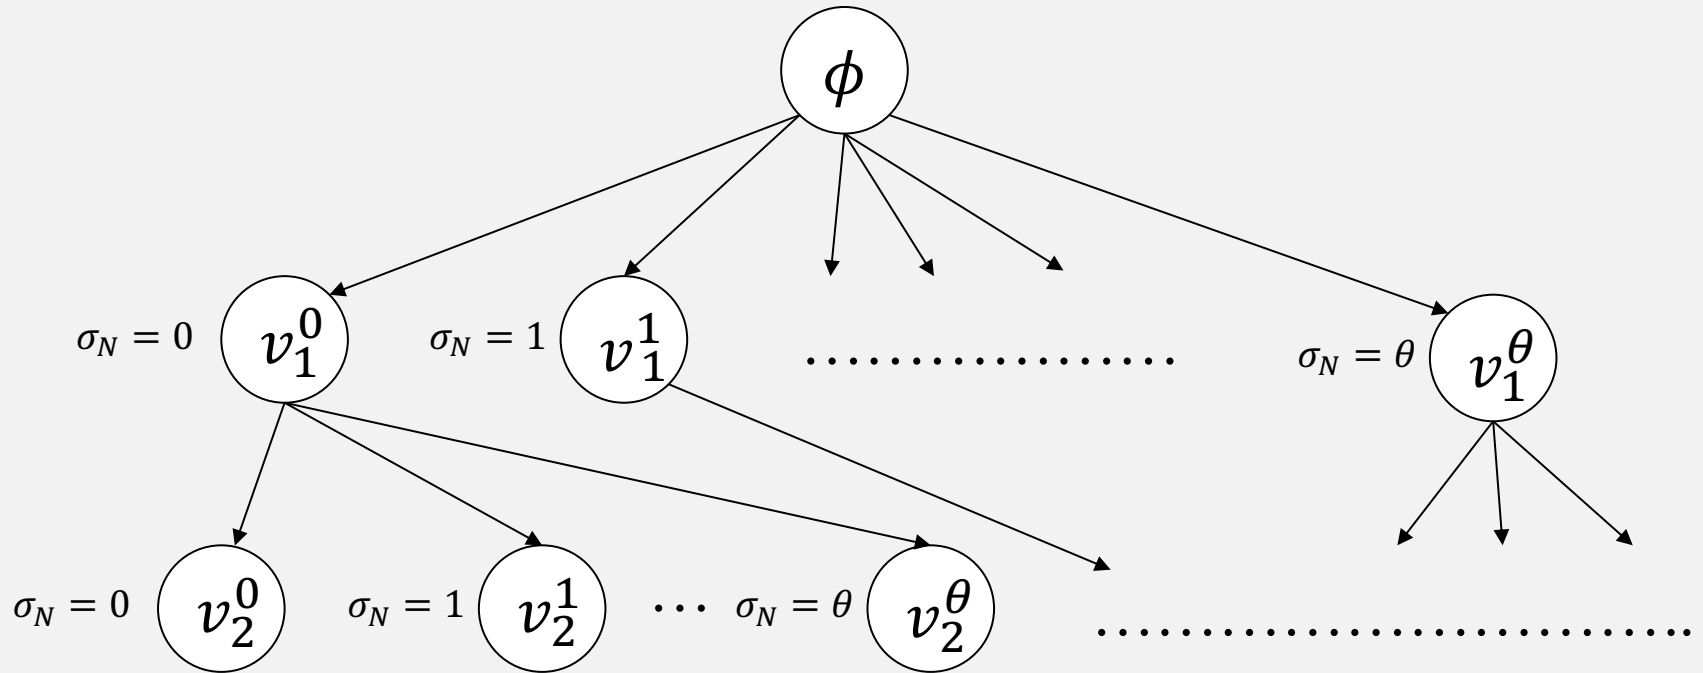 ϕ
σ_N = 0 v_1^0 σ_N = 1 v_1^1 .................. σ_N = θ v_1^θ
σ_N = 0 v_2^0 σ_N = 1 v_2^1 ... σ_N = θ v_2^θ ..................................